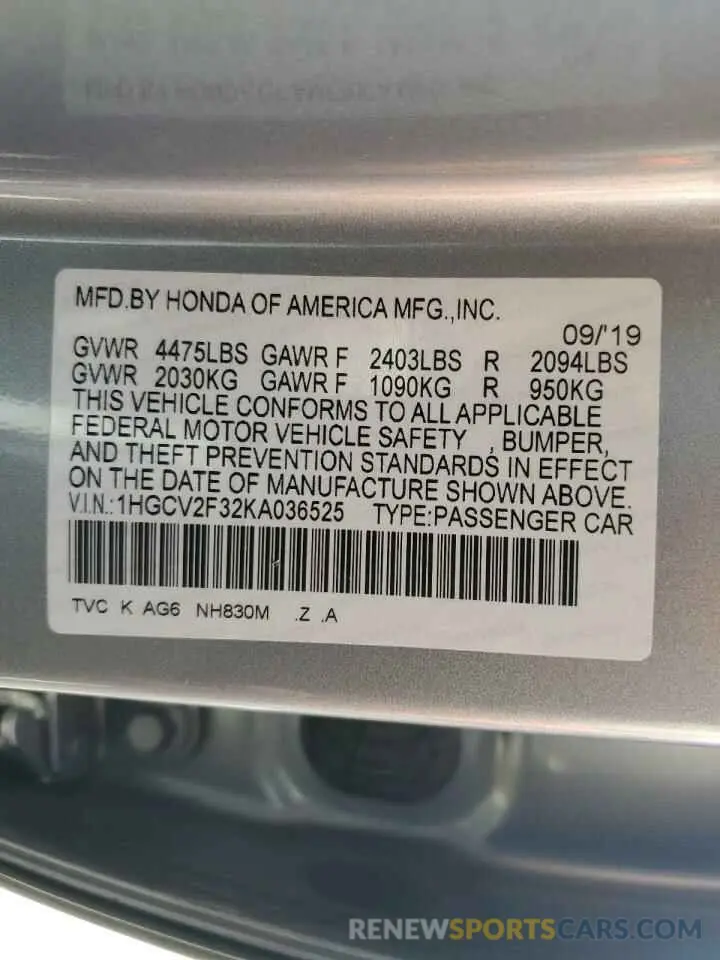 MFD.BY HONDA OF AMERICA MFG.,INC.
09/'19
GVWR 4475LBS GAWR F 2403LBS R 2094LBS
GVWR 2030KG GAWR F 1090KG R 950KG
THIS VEHICLE CONFORMS TO ALL APPLICABLE
FEDERAL MOTOR VEHICLE SAFETY , BUMPER,
AND THEFT PREVENTION STANDARDS IN EFFECT
ON THE DATE OF MANUFACTURE SHOWN ABOVE.
V.I.N.:1HGCV2F32KA036525 TYPE:PASSENGER CAR
TVC K AG6 NH830M .Z .A
RENEWSPORTSCARS.COM